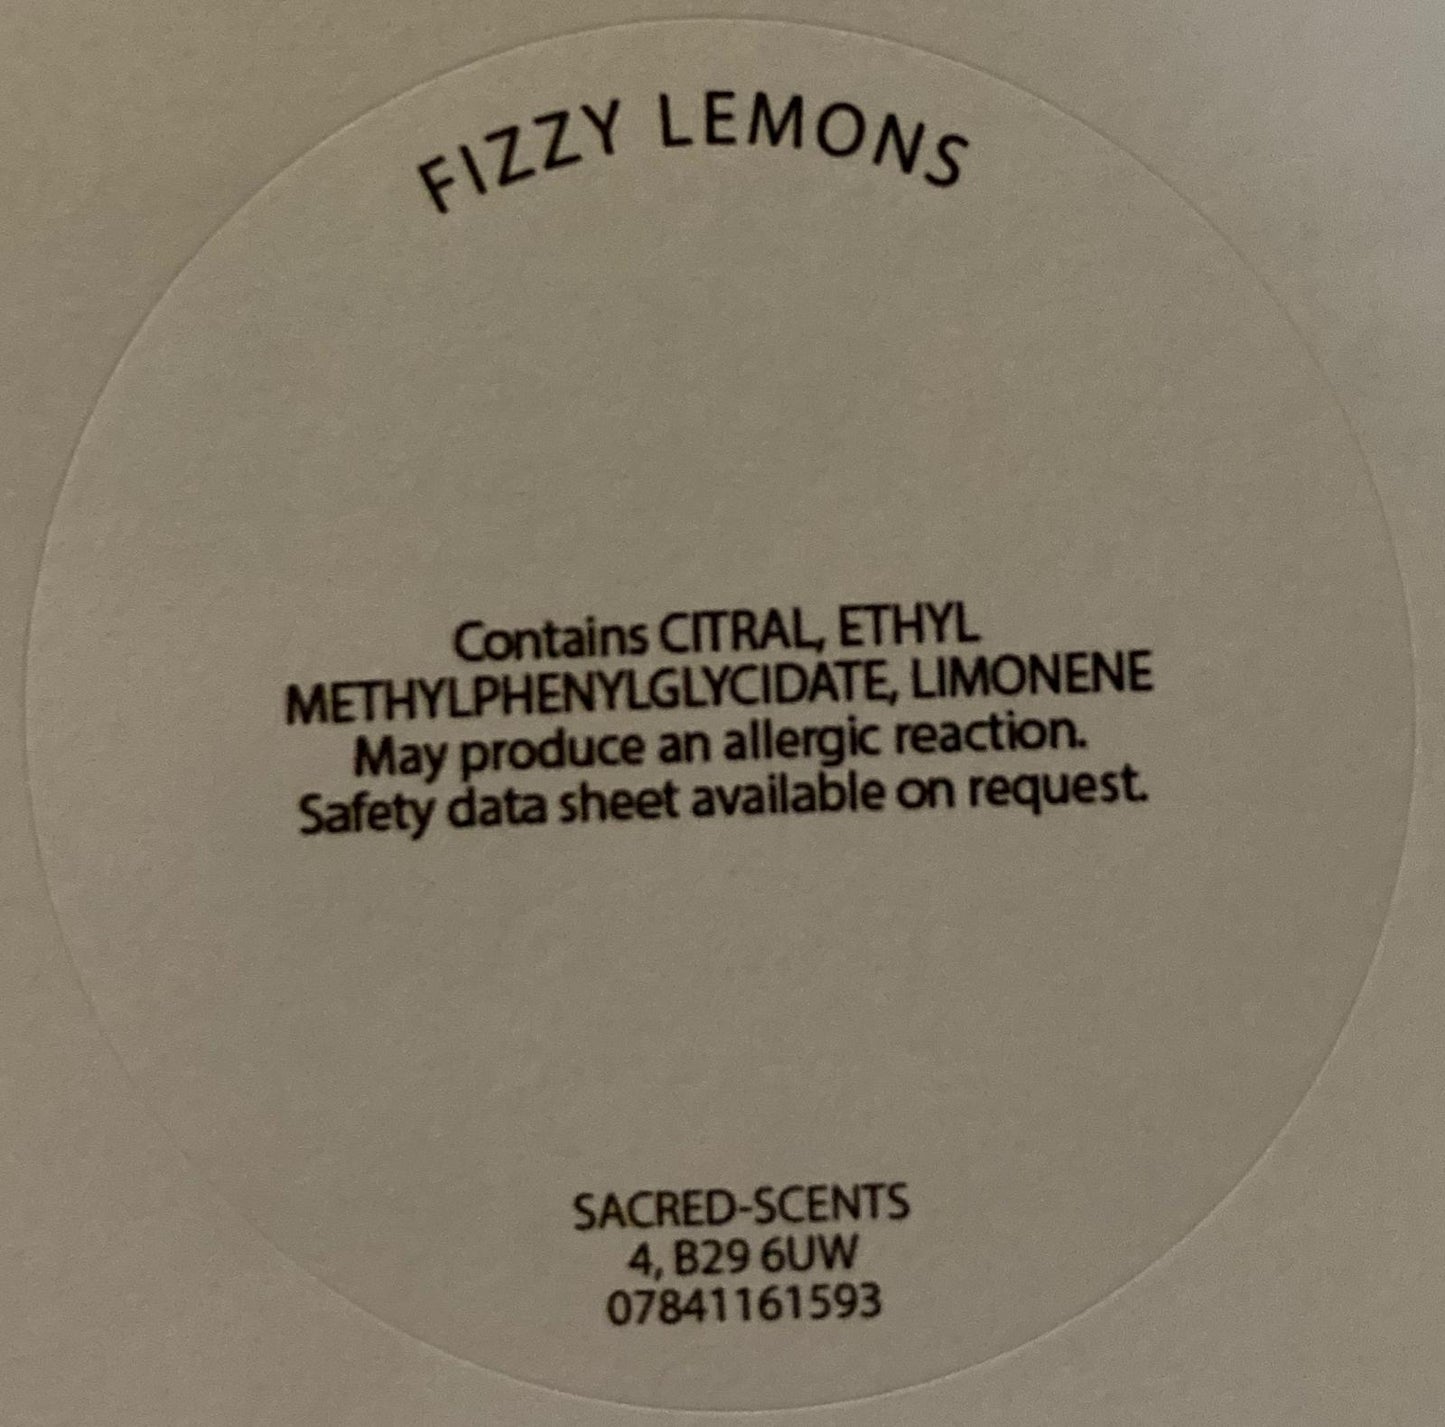 FIZZY LEMONS
Contains CITRAL, ETHYL
METHYLPHENYLGLYCIDATE, LIMONENE
May produce an allergic reaction.
Safety data sheet available on request.
SACRED-SCENTS
4, B29 6UW
07841161593